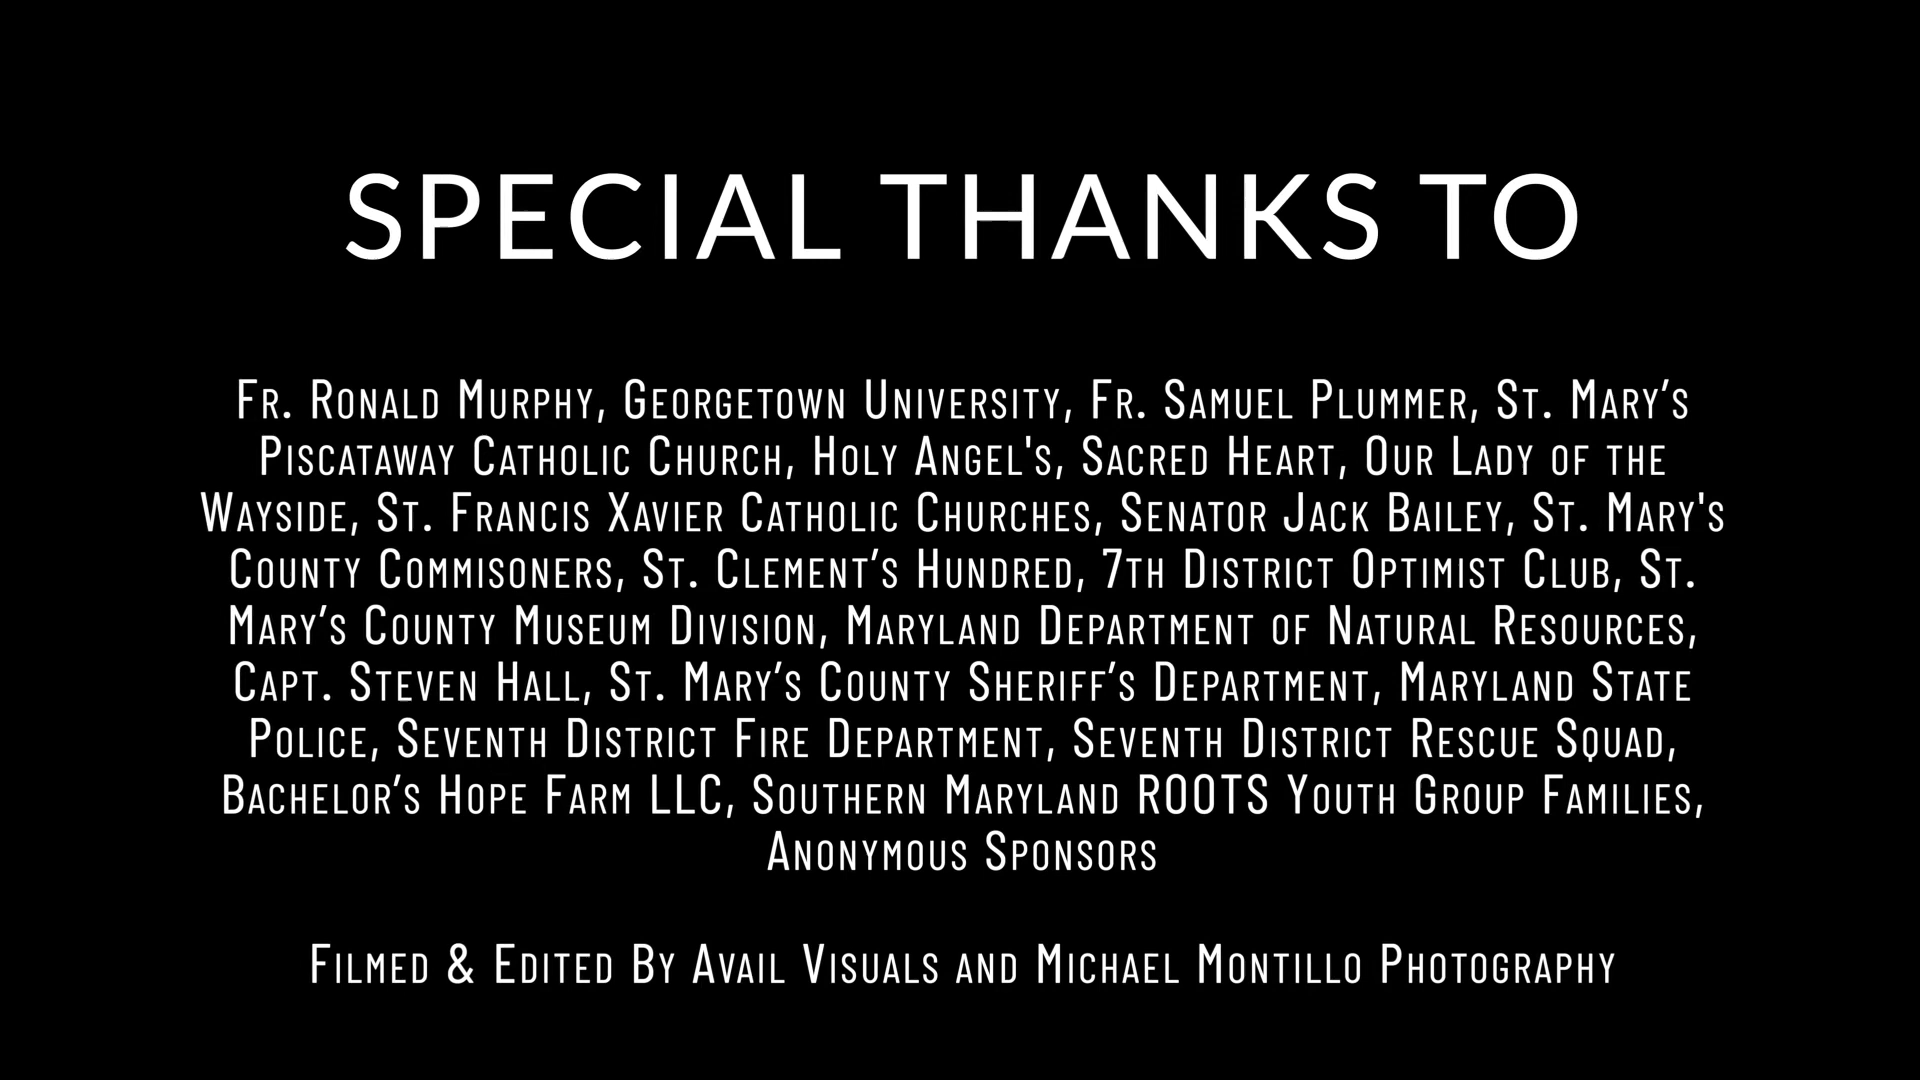 SPECIAL THANKS TO
Fr. Ronald Murphy, Georgetown University, Fr. Samuel Plummer, St. Mary’s
Piscataway Catholic Church, Holy Angel's, Sacred Heart, Our Lady of the
Wayside, St. Francis Xavier Catholic Churches, Senator Jack Bailey, St. Mary's
County Commisoners, St. Clement’s Hundred, 7th District Optimist Club, St.
Mary’s County Museum Division, Maryland Department of Natural Resources,
Capt. Steven Hall, St. Mary’s County Sheriff’s Department, Maryland State
Police, Seventh District Fire Department, Seventh District Rescue Squad,
Bachelor’s Hope Farm LLC, Southern Maryland ROOTS Youth Group Families,
Anonymous Sponsors
Filmed & Edited By Avail Visuals and Michael Montillo Photography